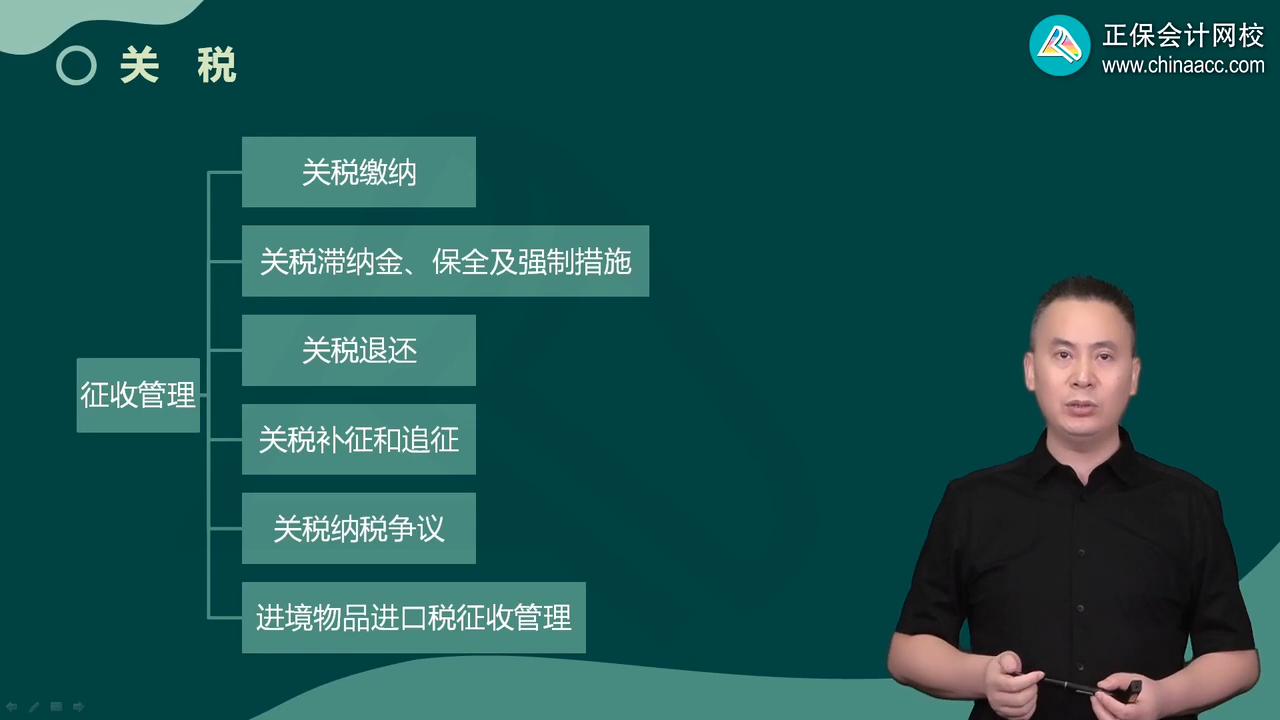 关 税
正保会计网校
www.chinaacc.com
关税缴纳
关税滞纳金、保全及强制措施
关税退还
征收管理
关税补征和追征
关税纳税争议
进境物品进口税征收管理